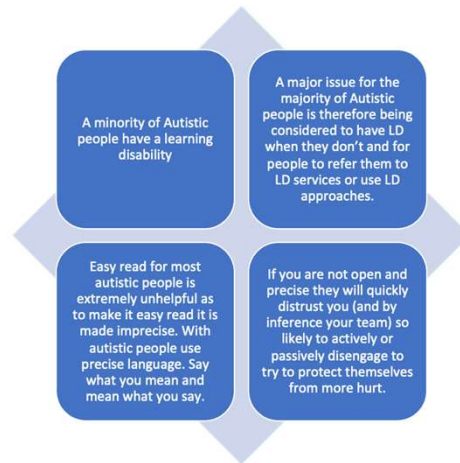 A minority of Autistic
people have a learning
disability
A major issue for the
majority of Autistic
people is therefore being
considered to have LD
when they don't and for
people to refer them to
LD services or use LD
approaches.
Easy read for most
autistic people is
extremely unhelpful as
to make it easy read it is
made imprecise. With
autistic people use
precise language. Say
what you mean and
mean what you say.
If you are not open and
precise they will quickly
distrust you (and by
inference your team) so
likely to actively or
passively disengage to
try to protect themselves
from more hurt.